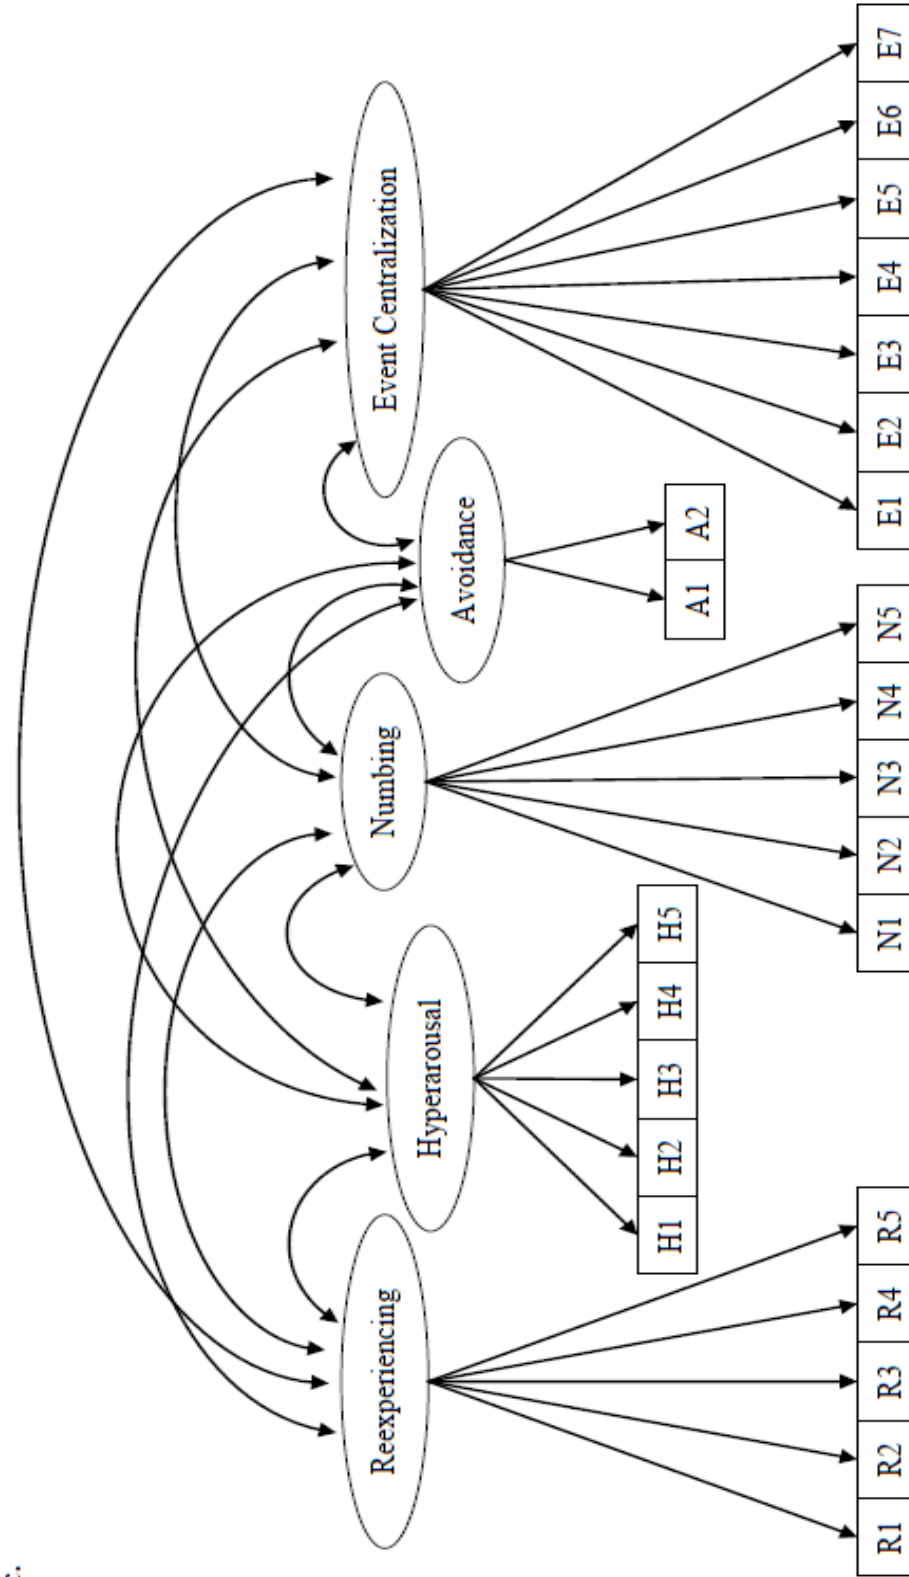 Reexperiencing
Hyperarousal
Numbing
Avoidance
Event Centralization
R1 R2 R3 R4 R5
H1 H2 H3 H4 H5
N1 N2 N3 N4 N5
A1 A2
E1 E2 E3 E4 E5 E6 E7